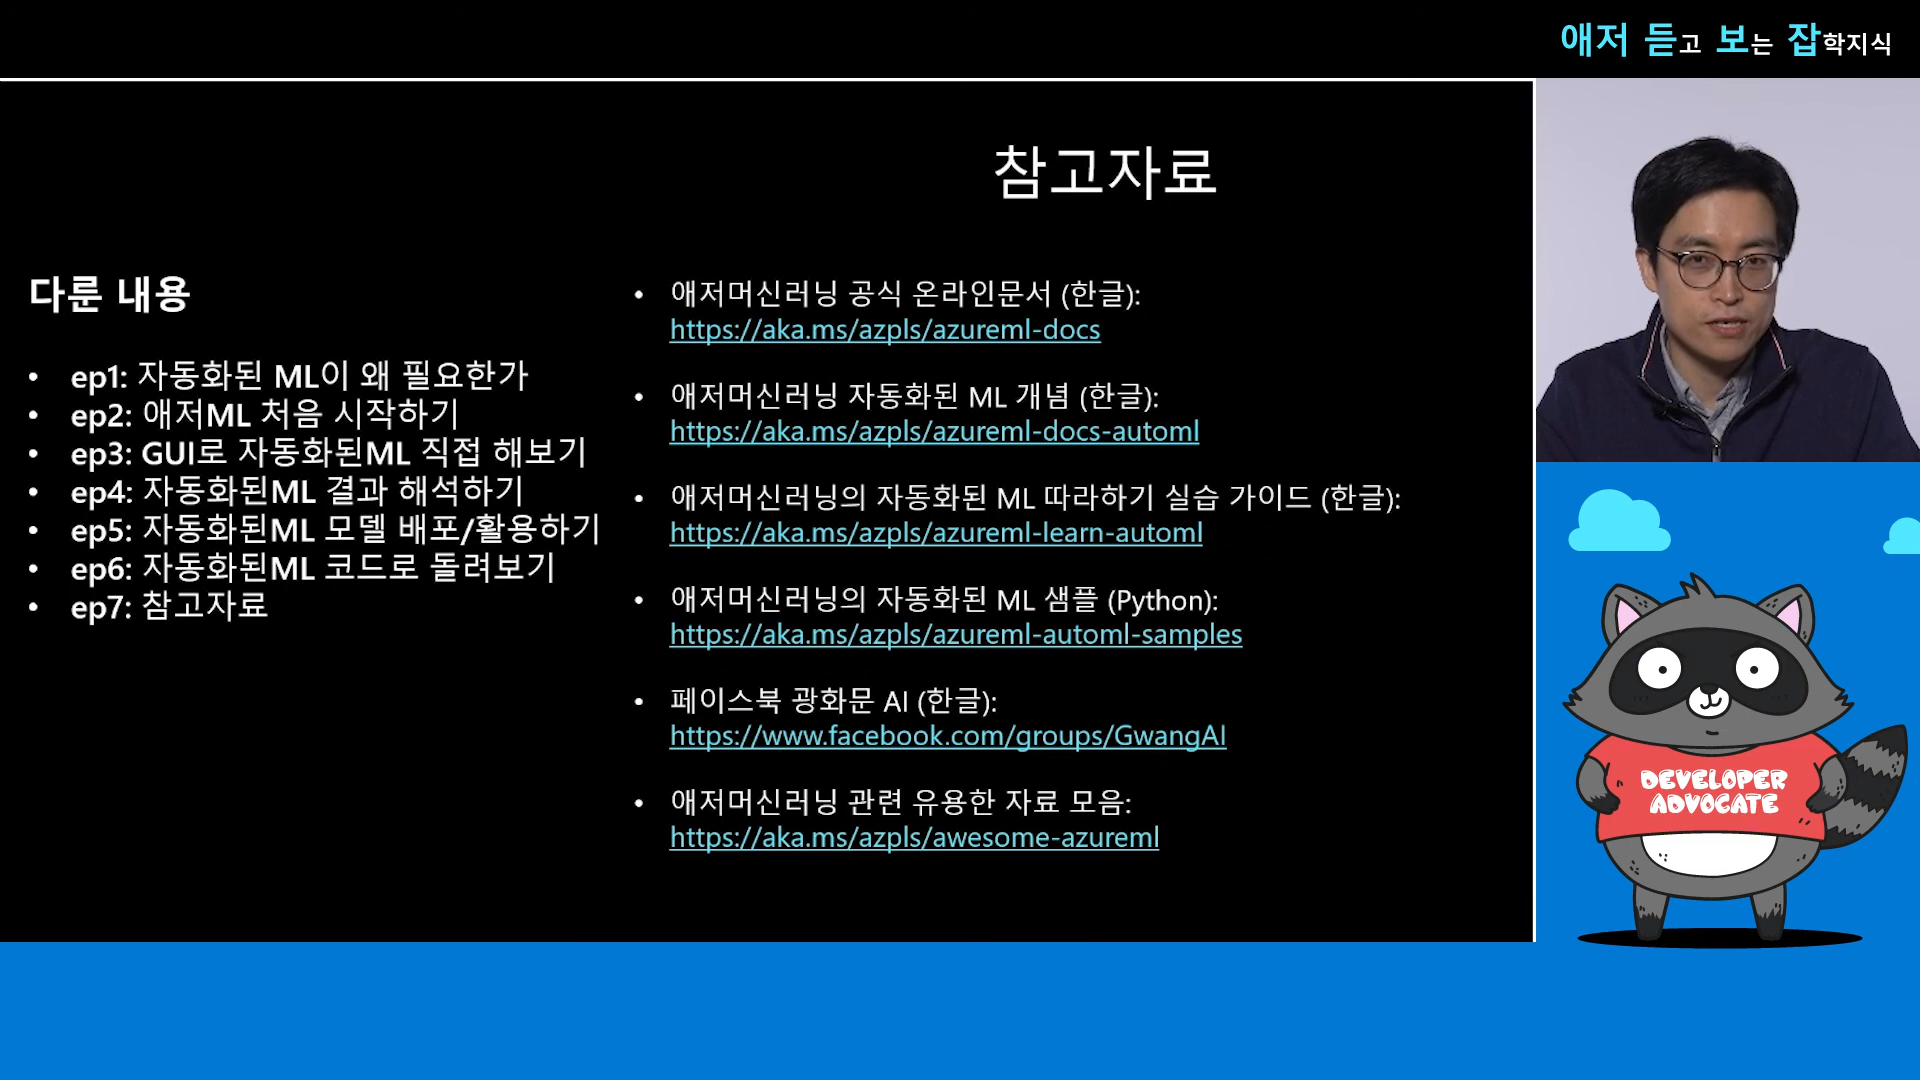 애저 듣고 보는 잡학지식
참고자료
다룬 내용
• ep1: 자동화된 ML이 왜 필요한가
• ep2: 애저ML 처음 시작하기
• ep3: GUI로 자동화된ML 직접 해보기
• ep4: 자동화된ML 결과 해석하기
• ep5: 자동화된ML 모델 배포/활용하기
• ep6: 자동화된ML 코드로 돌려보기
• ep7: 참고자료
• 애저머신러닝 공식 온라인문서 (한글):
https://aka.ms/azpls/azureml-docs
• 애저머신러닝 자동화된 ML 개념 (한글):
https://aka.ms/azpls/azureml-docs-automl
• 애저머신러닝의 자동화된 ML 따라하기 실습 가이드 (한글):
https://aka.ms/azpls/azureml-learn-automl
• 애저머신러닝의 자동화된 ML 샘플 (Python):
https://aka.ms/azpls/azureml-automl-samples
• 페이스북 광화문 AI (한글):
https://www.facebook.com/groups/GwangAI
• 애저머신러닝 관련 유용한 자료 모음:
https://aka.ms/azpls/awesome-azureml
DEVELOPER
ADVOCATE